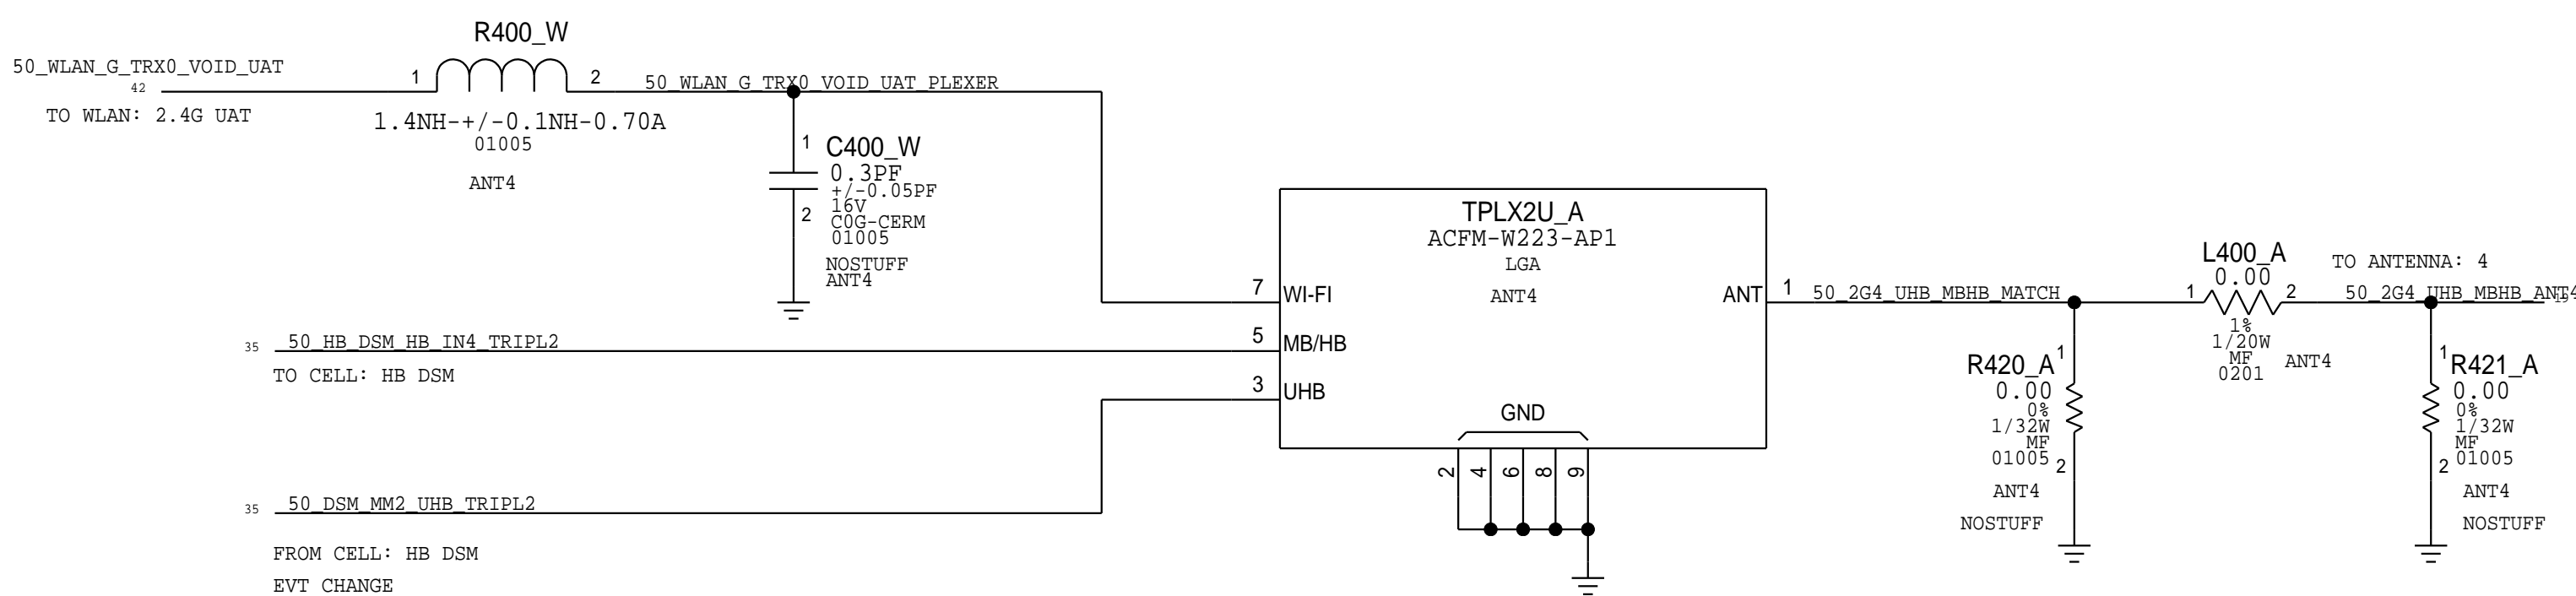 R400_W
50_WLAN_G_TRX0_VOID_UAT
42
1
2
50_WLAN_G_TRX0_VOID_UAT_PLEXER
TO WLAN: 2.4G UAT
1.4NH-+/-0.1NH-0.70A
01005
ANT4
1
C400_W
0.3PF
+/-0.05PF
16V
2
C0G-CERM
01005
NOSTUFF
ANT4
TPLX2U_A
ACFM-W223-AP1
LGA
ANT4
7
WI-FI
5
MB/HB
3
UHB
ANT
1
GND
2
4
6
8
9
35
50_HB_DSM_HB_IN4_TRIPL2
TO CELL: HB DSM
35
50_DSM_MM2_UHB_TRIPL2
FROM CELL: HB DSM
EVT CHANGE
50_2G4_UHB_MBHB_MATCH
L400_A
0.00
1
2
1%
1/20W
MF
0201
ANT4
TO ANTENNA: 4
50_2G4_UHB_MBHB_ANT4
R420_A
1
0.00
0%
1/32W
MF
01005
2
ANT4
NOSTUFF
1
R421_A
0.00
0%
1/32W
MF
2
01005
ANT4
NOSTUFF